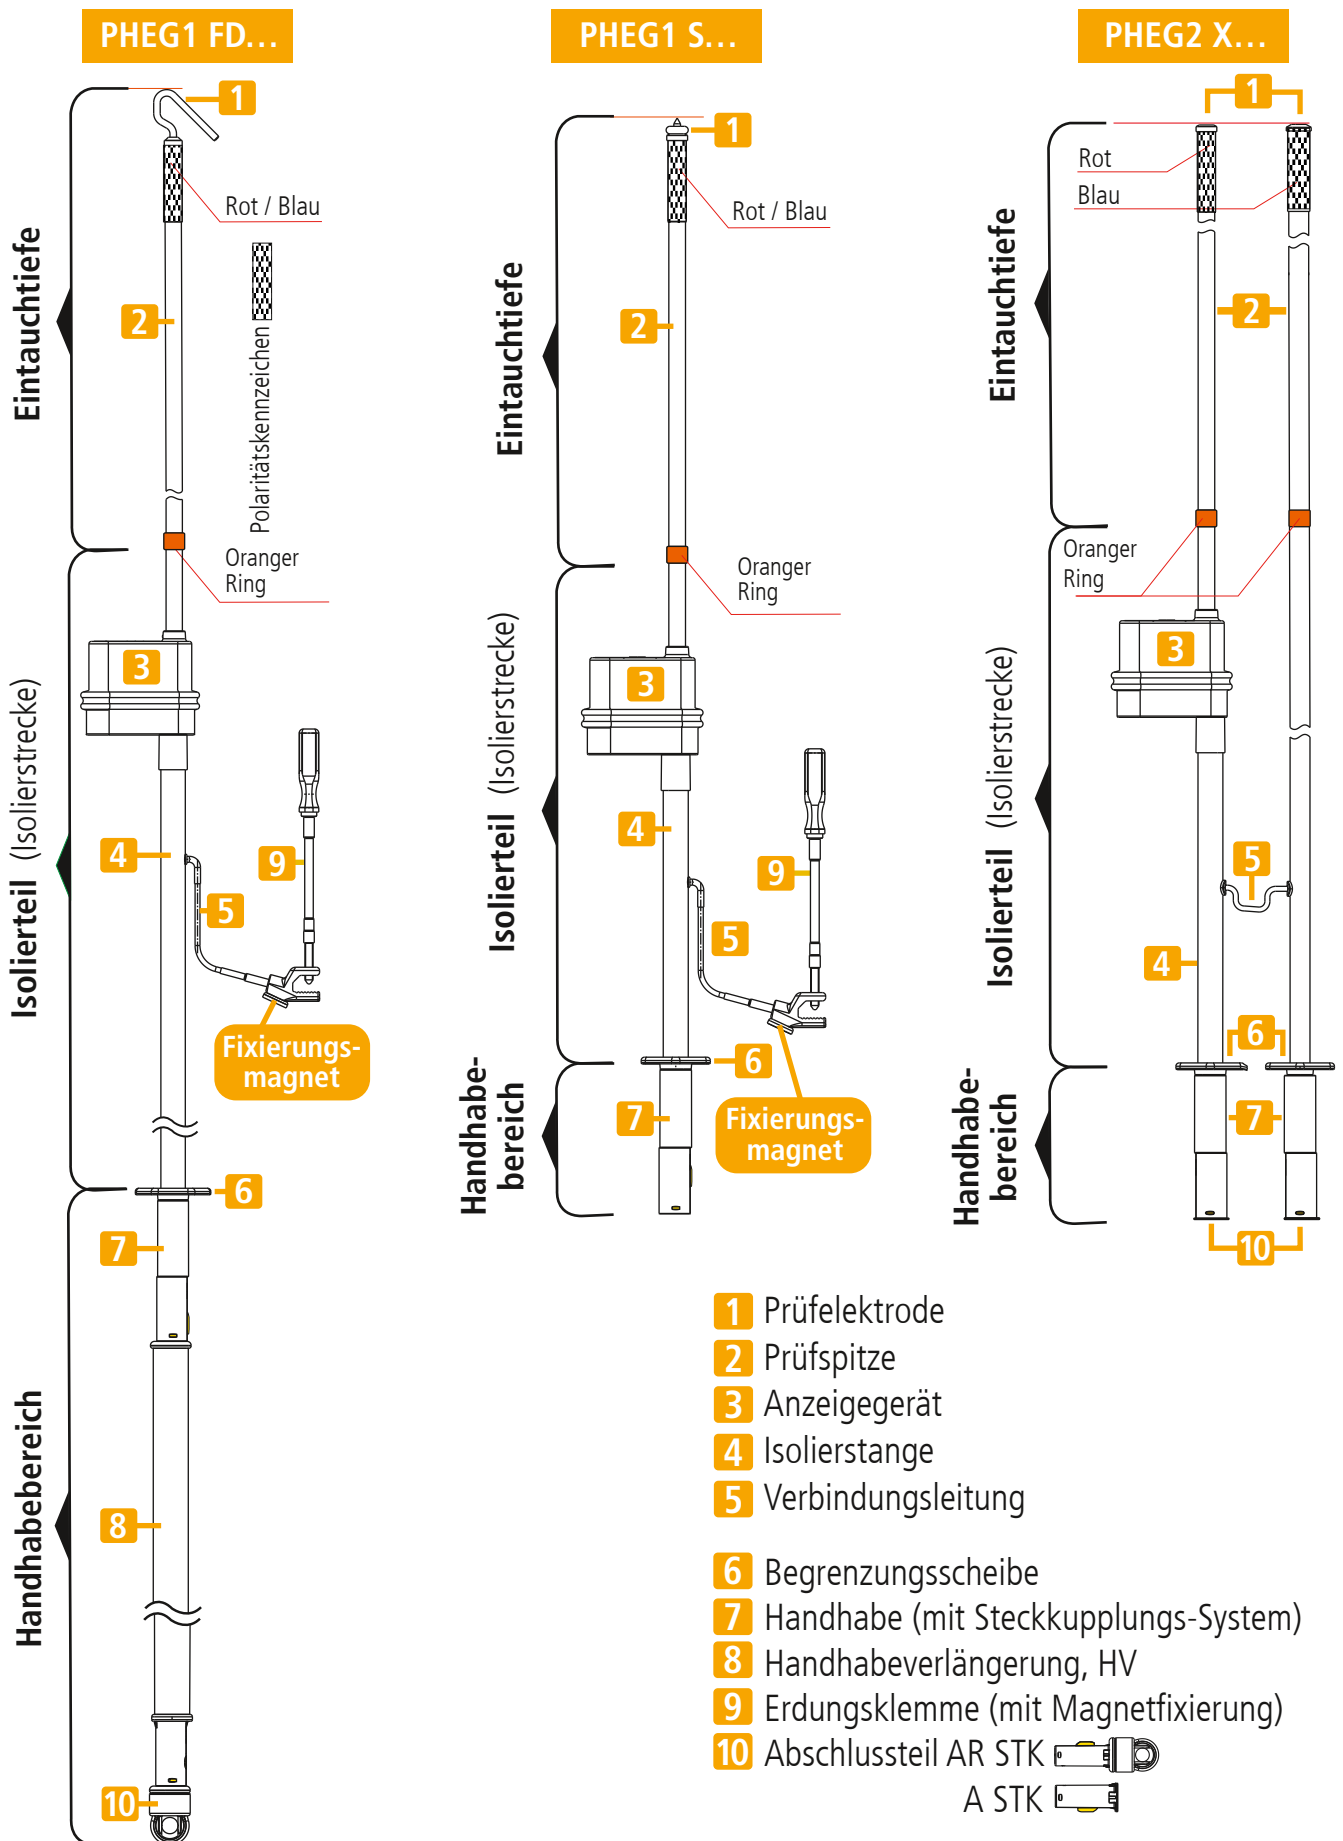 PHEG1 FD...
1
Rot / Blau
Eintauchtiefe
2
Polaritätskennzeichen
Oranger
Ring
3
Isolierteil (Isolierstrecke)
4
9
5
Fixierungs-
magnet
6
7
Handhabebereich
8
10
PHEG1 S...
1
Rot / Blau
Eintauchtiefe
2
Oranger
Ring
3
Isolierteil (Isolierstrecke)
4
9
5
6
Handhabe-
bereich
7
Fixierungs-
magnet
PHEG2 X...
1
Rot
Blau
Eintauchtiefe
2
Oranger
Ring
3
Isolierteil (Isolierstrecke)
5
4
6
Handhabe-
bereich
7
10
1 Prüfelektrode
2 Prüfspitze
3 Anzeigegerät
4 Isolierstange
5 Verbindungsleitung
6 Begrenzungsscheibe
7 Handhabe (mit Steckkupplungs-System)
8 Handhabeverlängerung, HV
9 Erdungsklemme (mit Magnetfixierung)
10 Abschlussteil AR STK
A STK